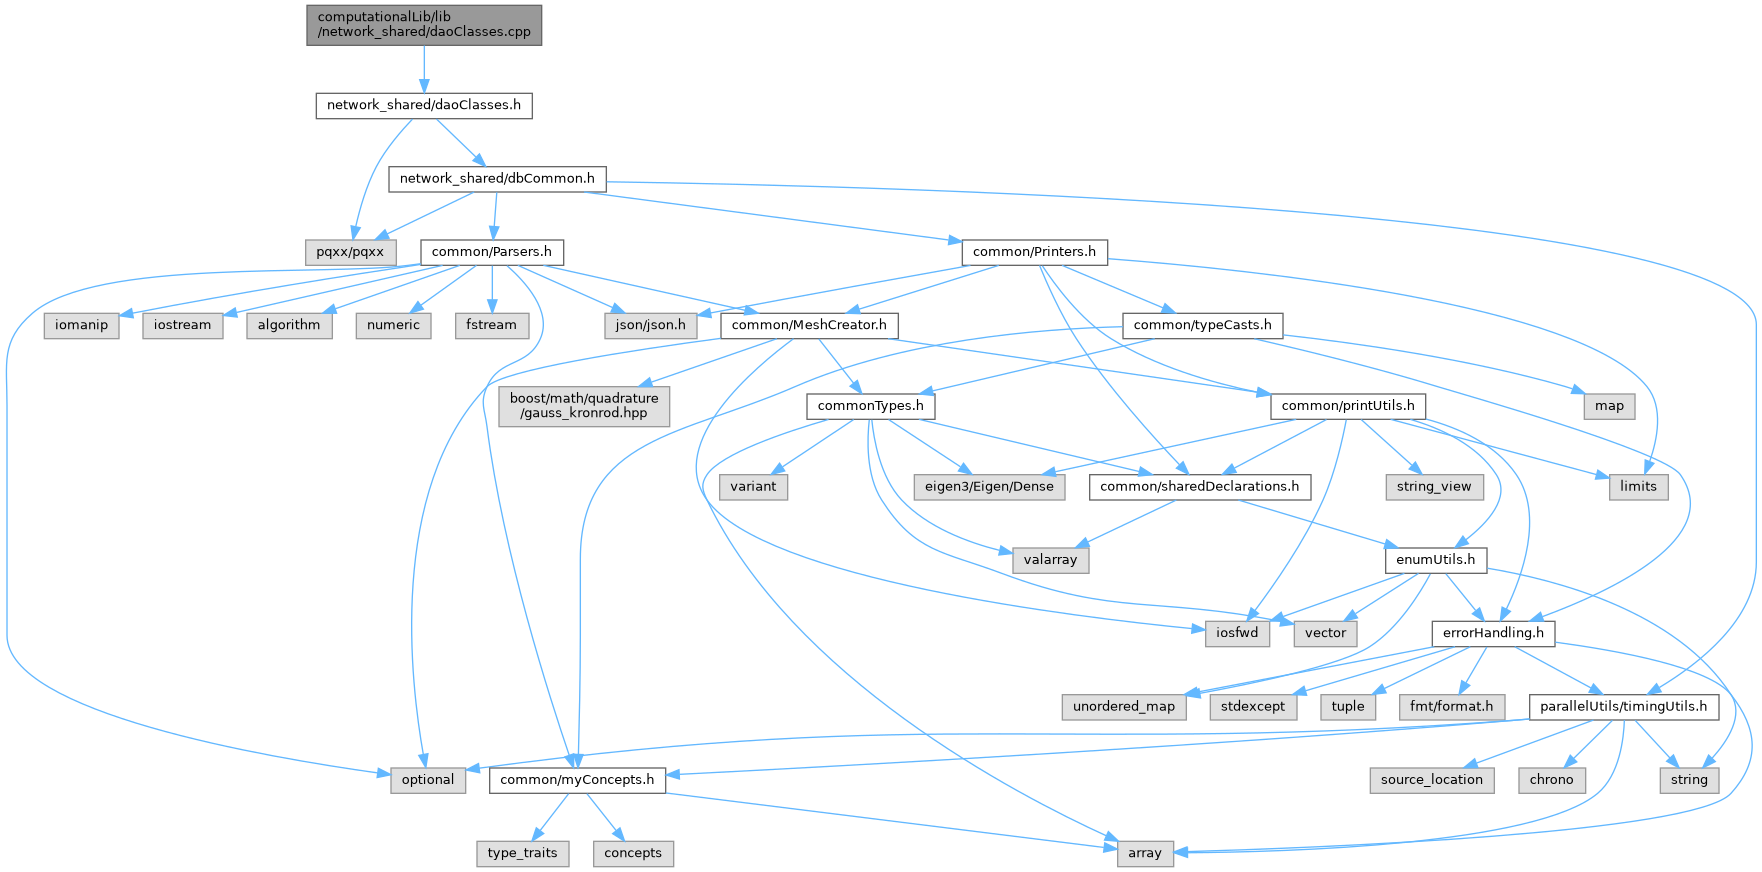 computationalLib/lib
/network_shared/daoClasses.cpp
network_shared/daoClasses.h
network_shared/dbCommon.h
pqxx/pqxx
common/Parsers.h
common/Printers.h
iomanip
iostream
algorithm
numeric
fstream
json/json.h
common/MeshCreator.h
common/typeCasts.h
boost/math/quadrature
/gauss_kronrod.hpp
commonTypes.h
common/printUtils.h
map
variant
eigen3/Eigen/Dense
common/sharedDeclarations.h
string_view
limits
valarray
enumUtils.h
iosfwd
vector
errorHandling.h
unordered_map
stdexcept
tuple
fmt/format.h
parallelUtils/timingUtils.h
optional
common/myConcepts.h
source_location
chrono
string
type_traits
concepts
array